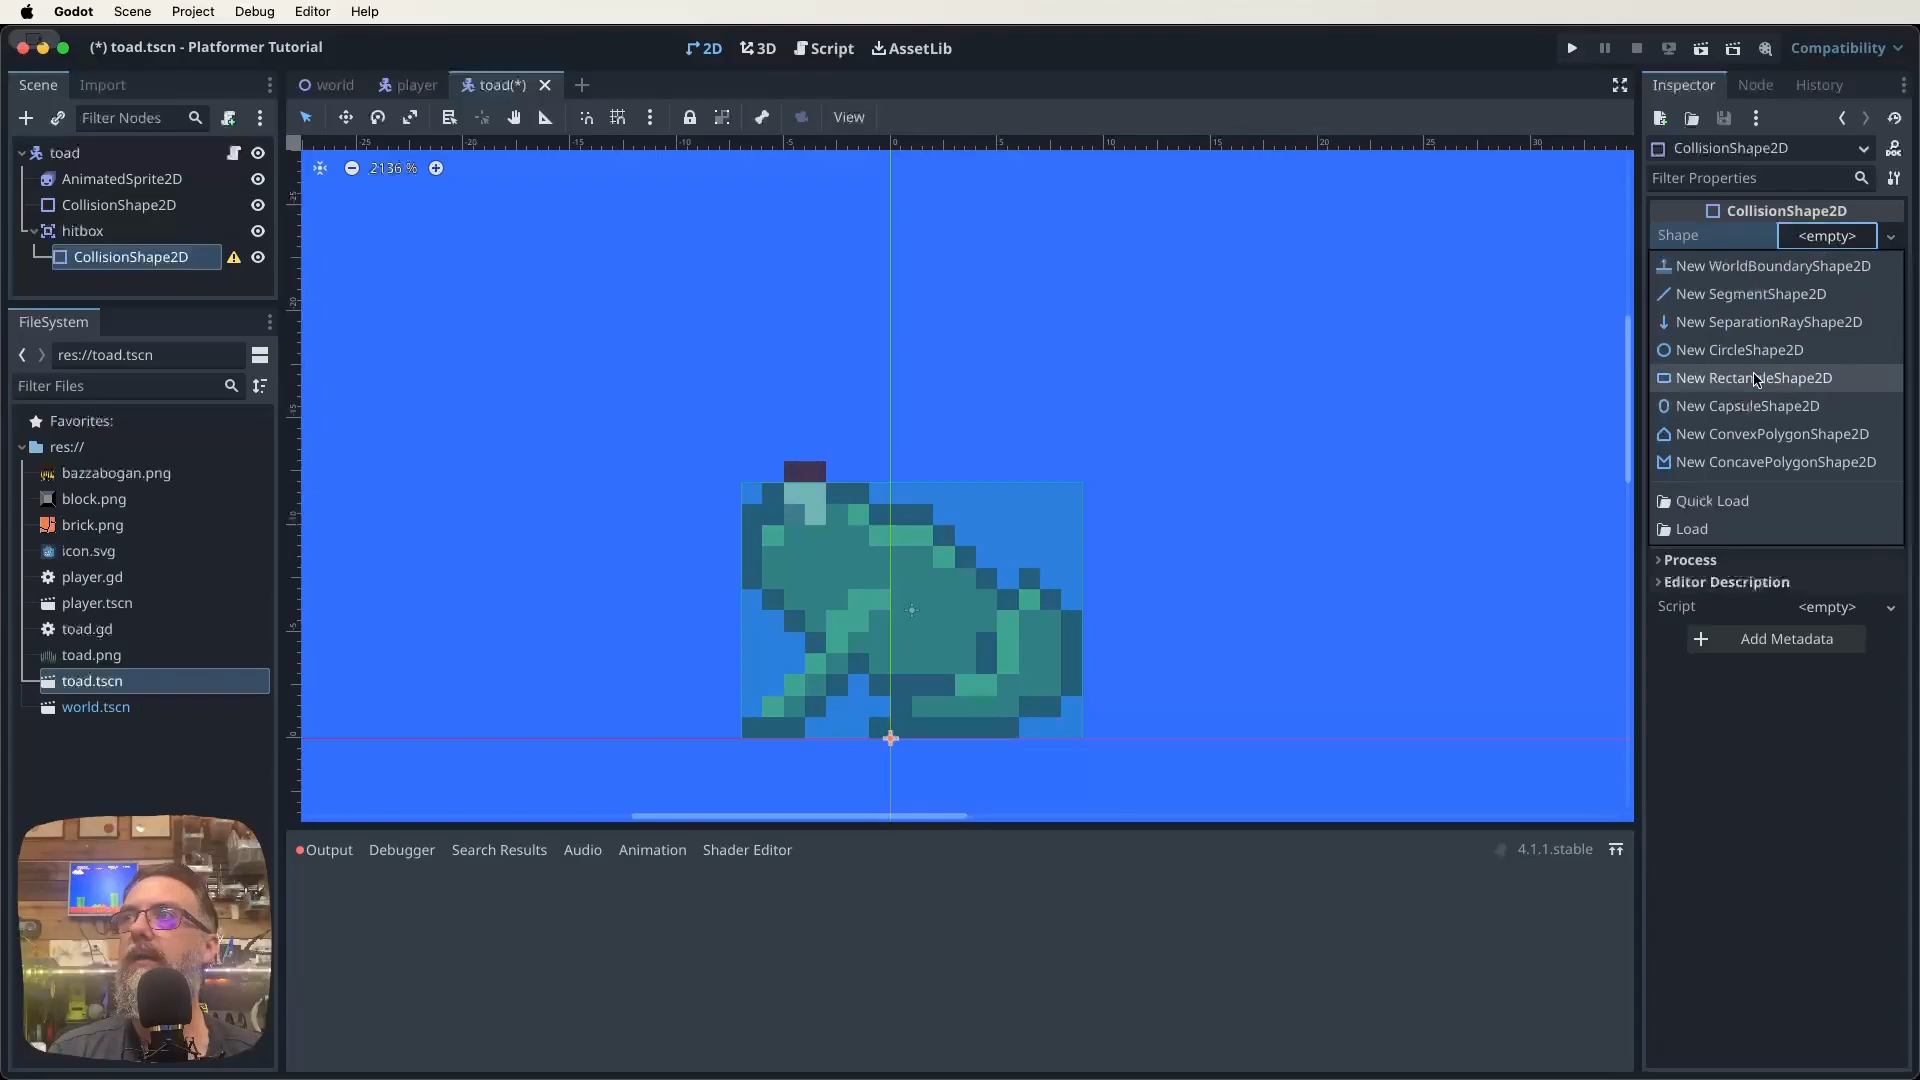 Godot Scene Project Debug Editor Help
(*) toad.tscn - Platformer Tutorial
2D 3D Script AssetLib
Compatibility
Scene Import
world player toad(*)
Inspector Node History
Filter Nodes
View
toad
CollisionShape2D
AnimatedSprite2D
2136 %
Filter Properties
CollisionShape2D
CollisionShape2D
hitbox
Shape <empty>
CollisionShape2D
New WorldBoundaryShape2D
New SegmentShape2D
New SeparationRayShape2D
New CircleShape2D
New RectangleShape2D
New CapsuleShape2D
New ConvexPolygonShape2D
New ConcavePolygonShape2D
Quick Load
Load
Process
Editor Description
Script <empty>
Add Metadata
FileSystem
res://toad.tscn
Filter Files
Favorites:
res://
bazzabogan.png
block.png
brick.png
icon.svg
player.gd
player.tscn
toad.gd
toad.png
toad.tscn
world.tscn
Output Debugger Search Results Audio Animation Shader Editor
4.1.1.stable